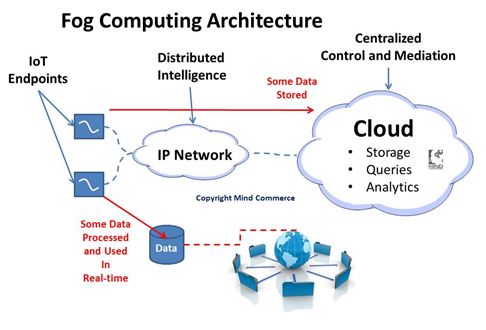 Fog Computing Architecture
Centralized
Control and Mediation
IoT
Endpoints
Distributed
Intelligence
Some Data
Stored
Cloud
• Storage
• Queries
• Analytics
MIND
IP Network
Copyright Mind Commerce
Some Data
Processed
and Used
In
Real-time
Data